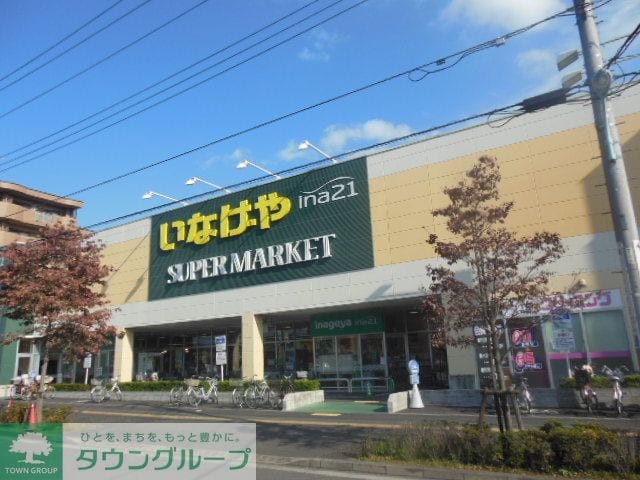 いなげや ina21
SUPER MARKET
inageya ina21
TOWN GROUP
ひとを、まちを、もっと豊かに。
タウングループ